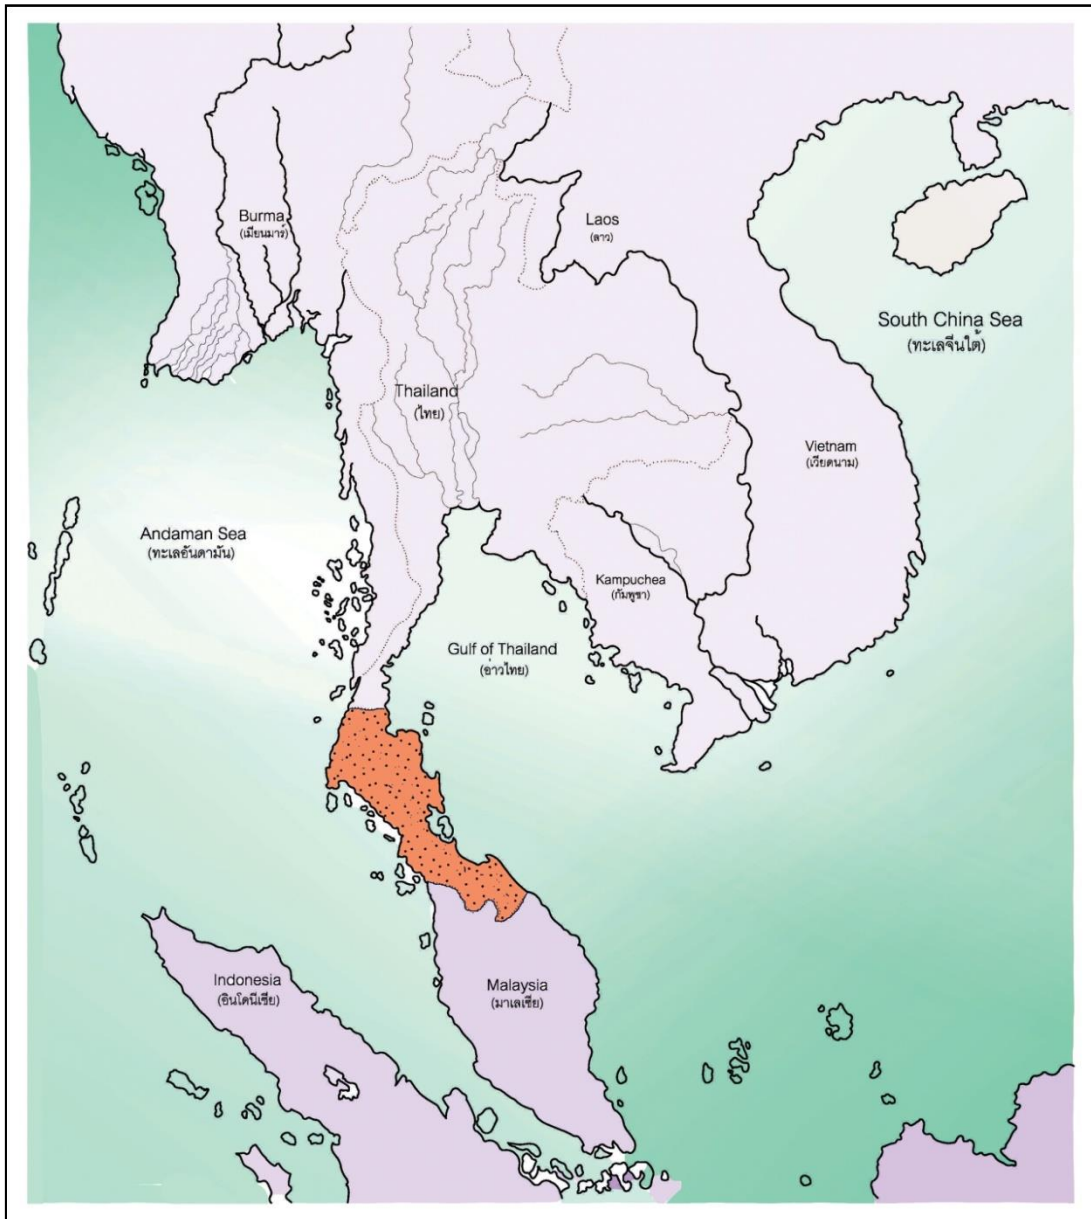 Burma
(เมียนมาร์)
Laos
(ลาว)
South China Sea
(ทะเลจีนใต้)
Thailand
(ไทย)
Vietnam
(เวียดนาม)
Andaman Sea
(ทะเลอันดามัน)
Kampuchea
(กัมพูชา)
Gulf of Thailand
(อ่าวไทย)
Indonesia
(อินโดนีเซีย)
Malaysia
(มาเลเซีย)